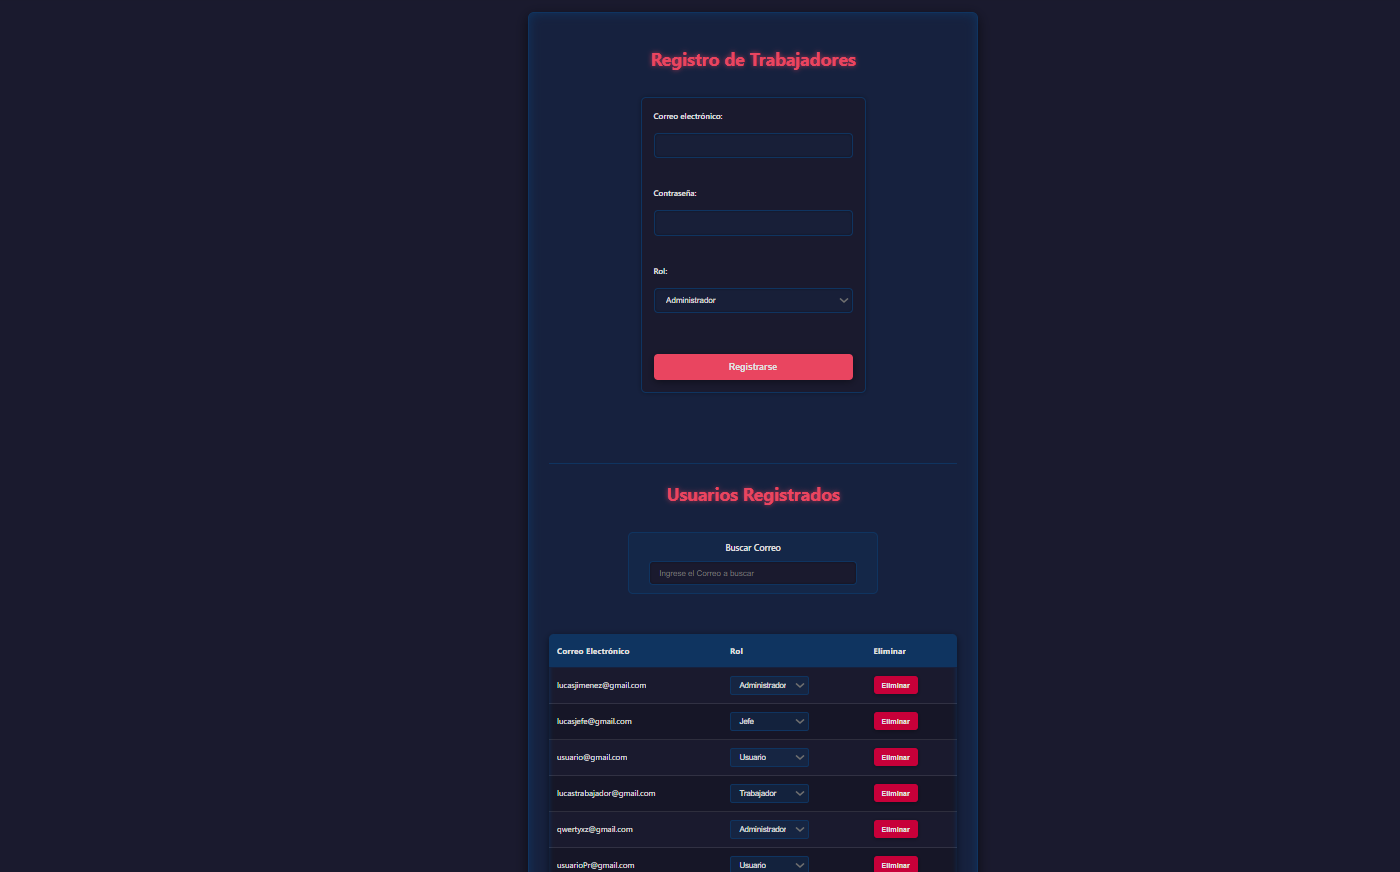 Registro de Trabajadores
Correo electrónico:
Contraseña:
Rol:
Administrador
Registrarse
Usuarios Registrados
Buscar Correo
Ingrese el Correo a buscar
Correo Electrónico Rol Eliminar
lucasjimenez@gmail.com Administrador Eliminar
lucasjefe@gmail.com Jefe Eliminar
usuario@gmail.com Usuario Eliminar
lucastrabajador@gmail.com Trabajador Eliminar
qwertyxz@gmail.com Administrador Eliminar
usuarioPr@gmail.com Usuario Eliminar